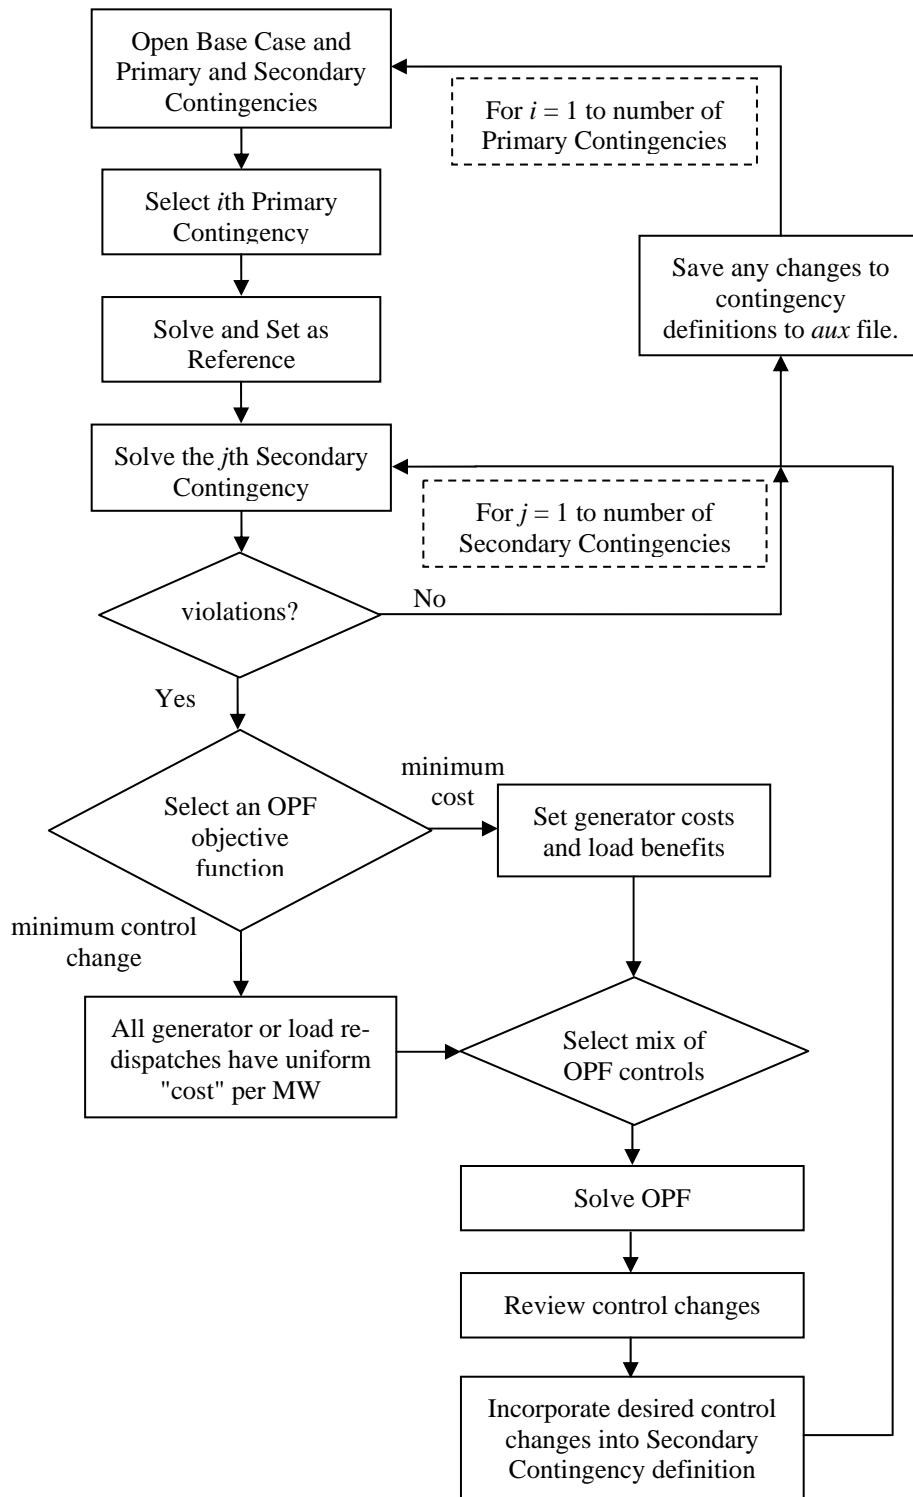 Open Base Case and
Primary and Secondary
Contingencies
For i = 1 to number of
Primary Contingencies
Select ith Primary
Contingency
Save any changes to
contingency
definitions to aux file.
Solve and Set as
Reference
Solve the jth Secondary
Contingency
For j = 1 to number of
Secondary Contingencies
violations?
No
Yes
minimum
cost
Select an OPF
objective
function
Set generator costs
and load benefits
minimum control
change
All generator or load re-
dispatches have uniform
"cost" per MW
Select mix of
OPF controls
Solve OPF
Review control changes
Incorporate desired control
changes into Secondary
Contingency definition